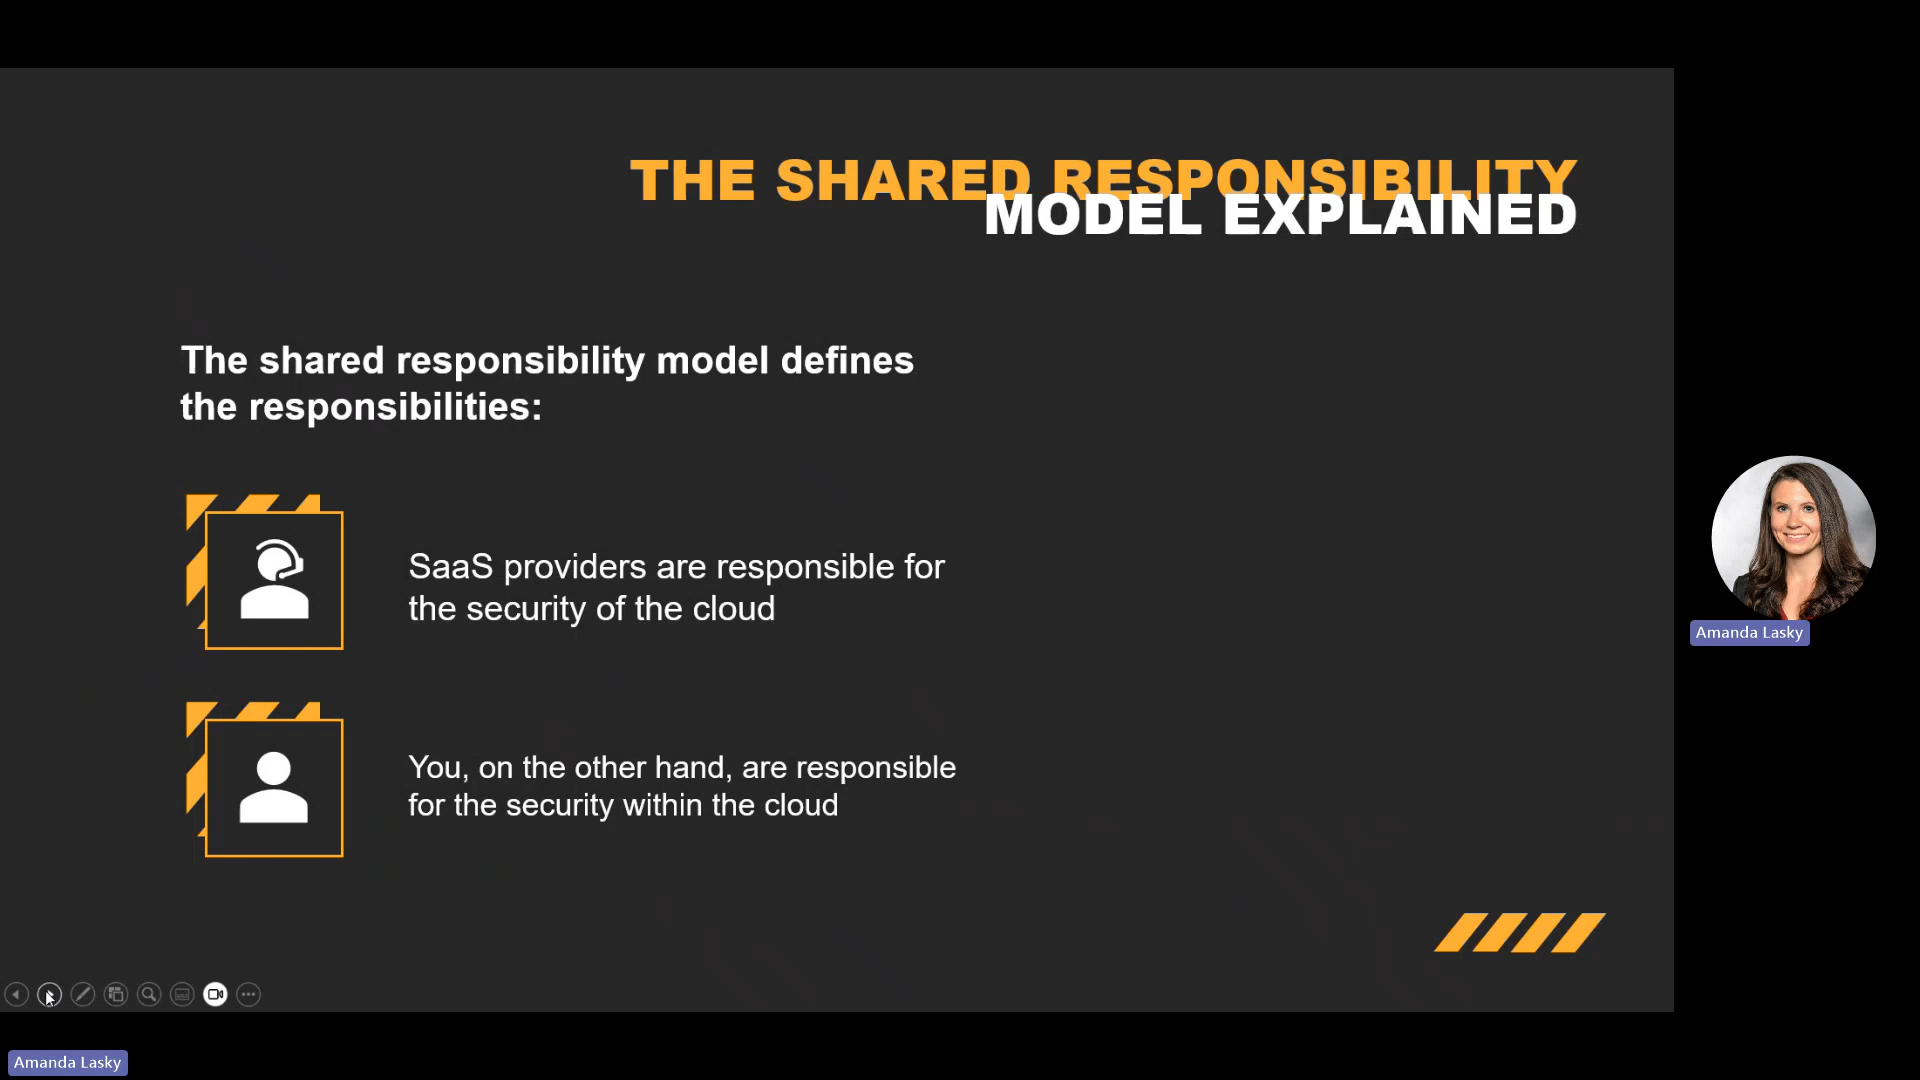 THE SHARED RESPONSIBILITY
MODEL EXPLAINED
The shared responsibility model defines
the responsibilities:
SaaS providers are responsible for
the security of the cloud
You, on the other hand, are responsible
for the security within the cloud
Amanda Lasky
Amanda Lasky